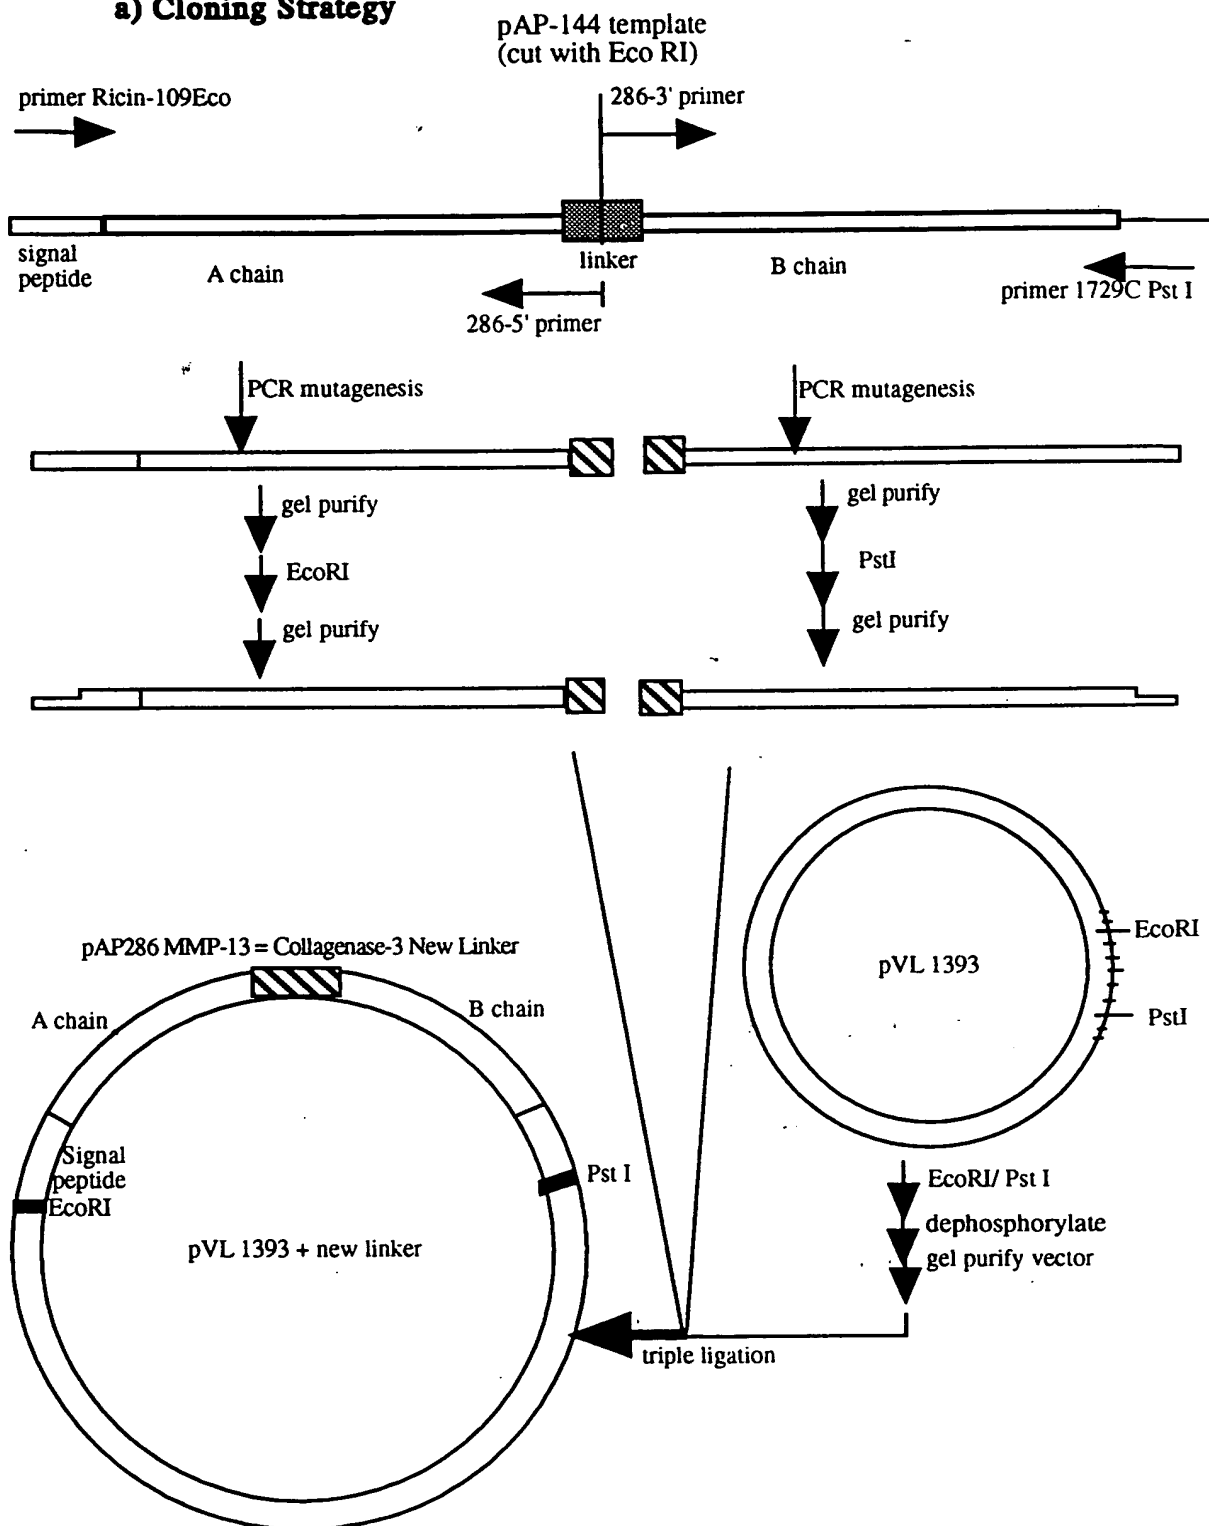 a) Cloning Strategy
pAP-144 template
(cut with Eco RI)
primer Ricin-109Eco
286-3' primer
signal
peptide
A chain
linker
B chain
primer 1729C Pst I
286-5' primer
PCR mutagenesis
PCR mutagenesis
gel purify
gel purify
EcoRI
PstI
gel purify
gel purify
EcoRI
pVL 1393
PstI
pAP286 MMP-13 = Collagenase-3 New Linker
A chain
B chain
Signal
peptide
EcoRI
Pst I
pVL 1393 + new linker
EcoRI/ Pst I
dephosphorylate
gel purify vector
triple ligation